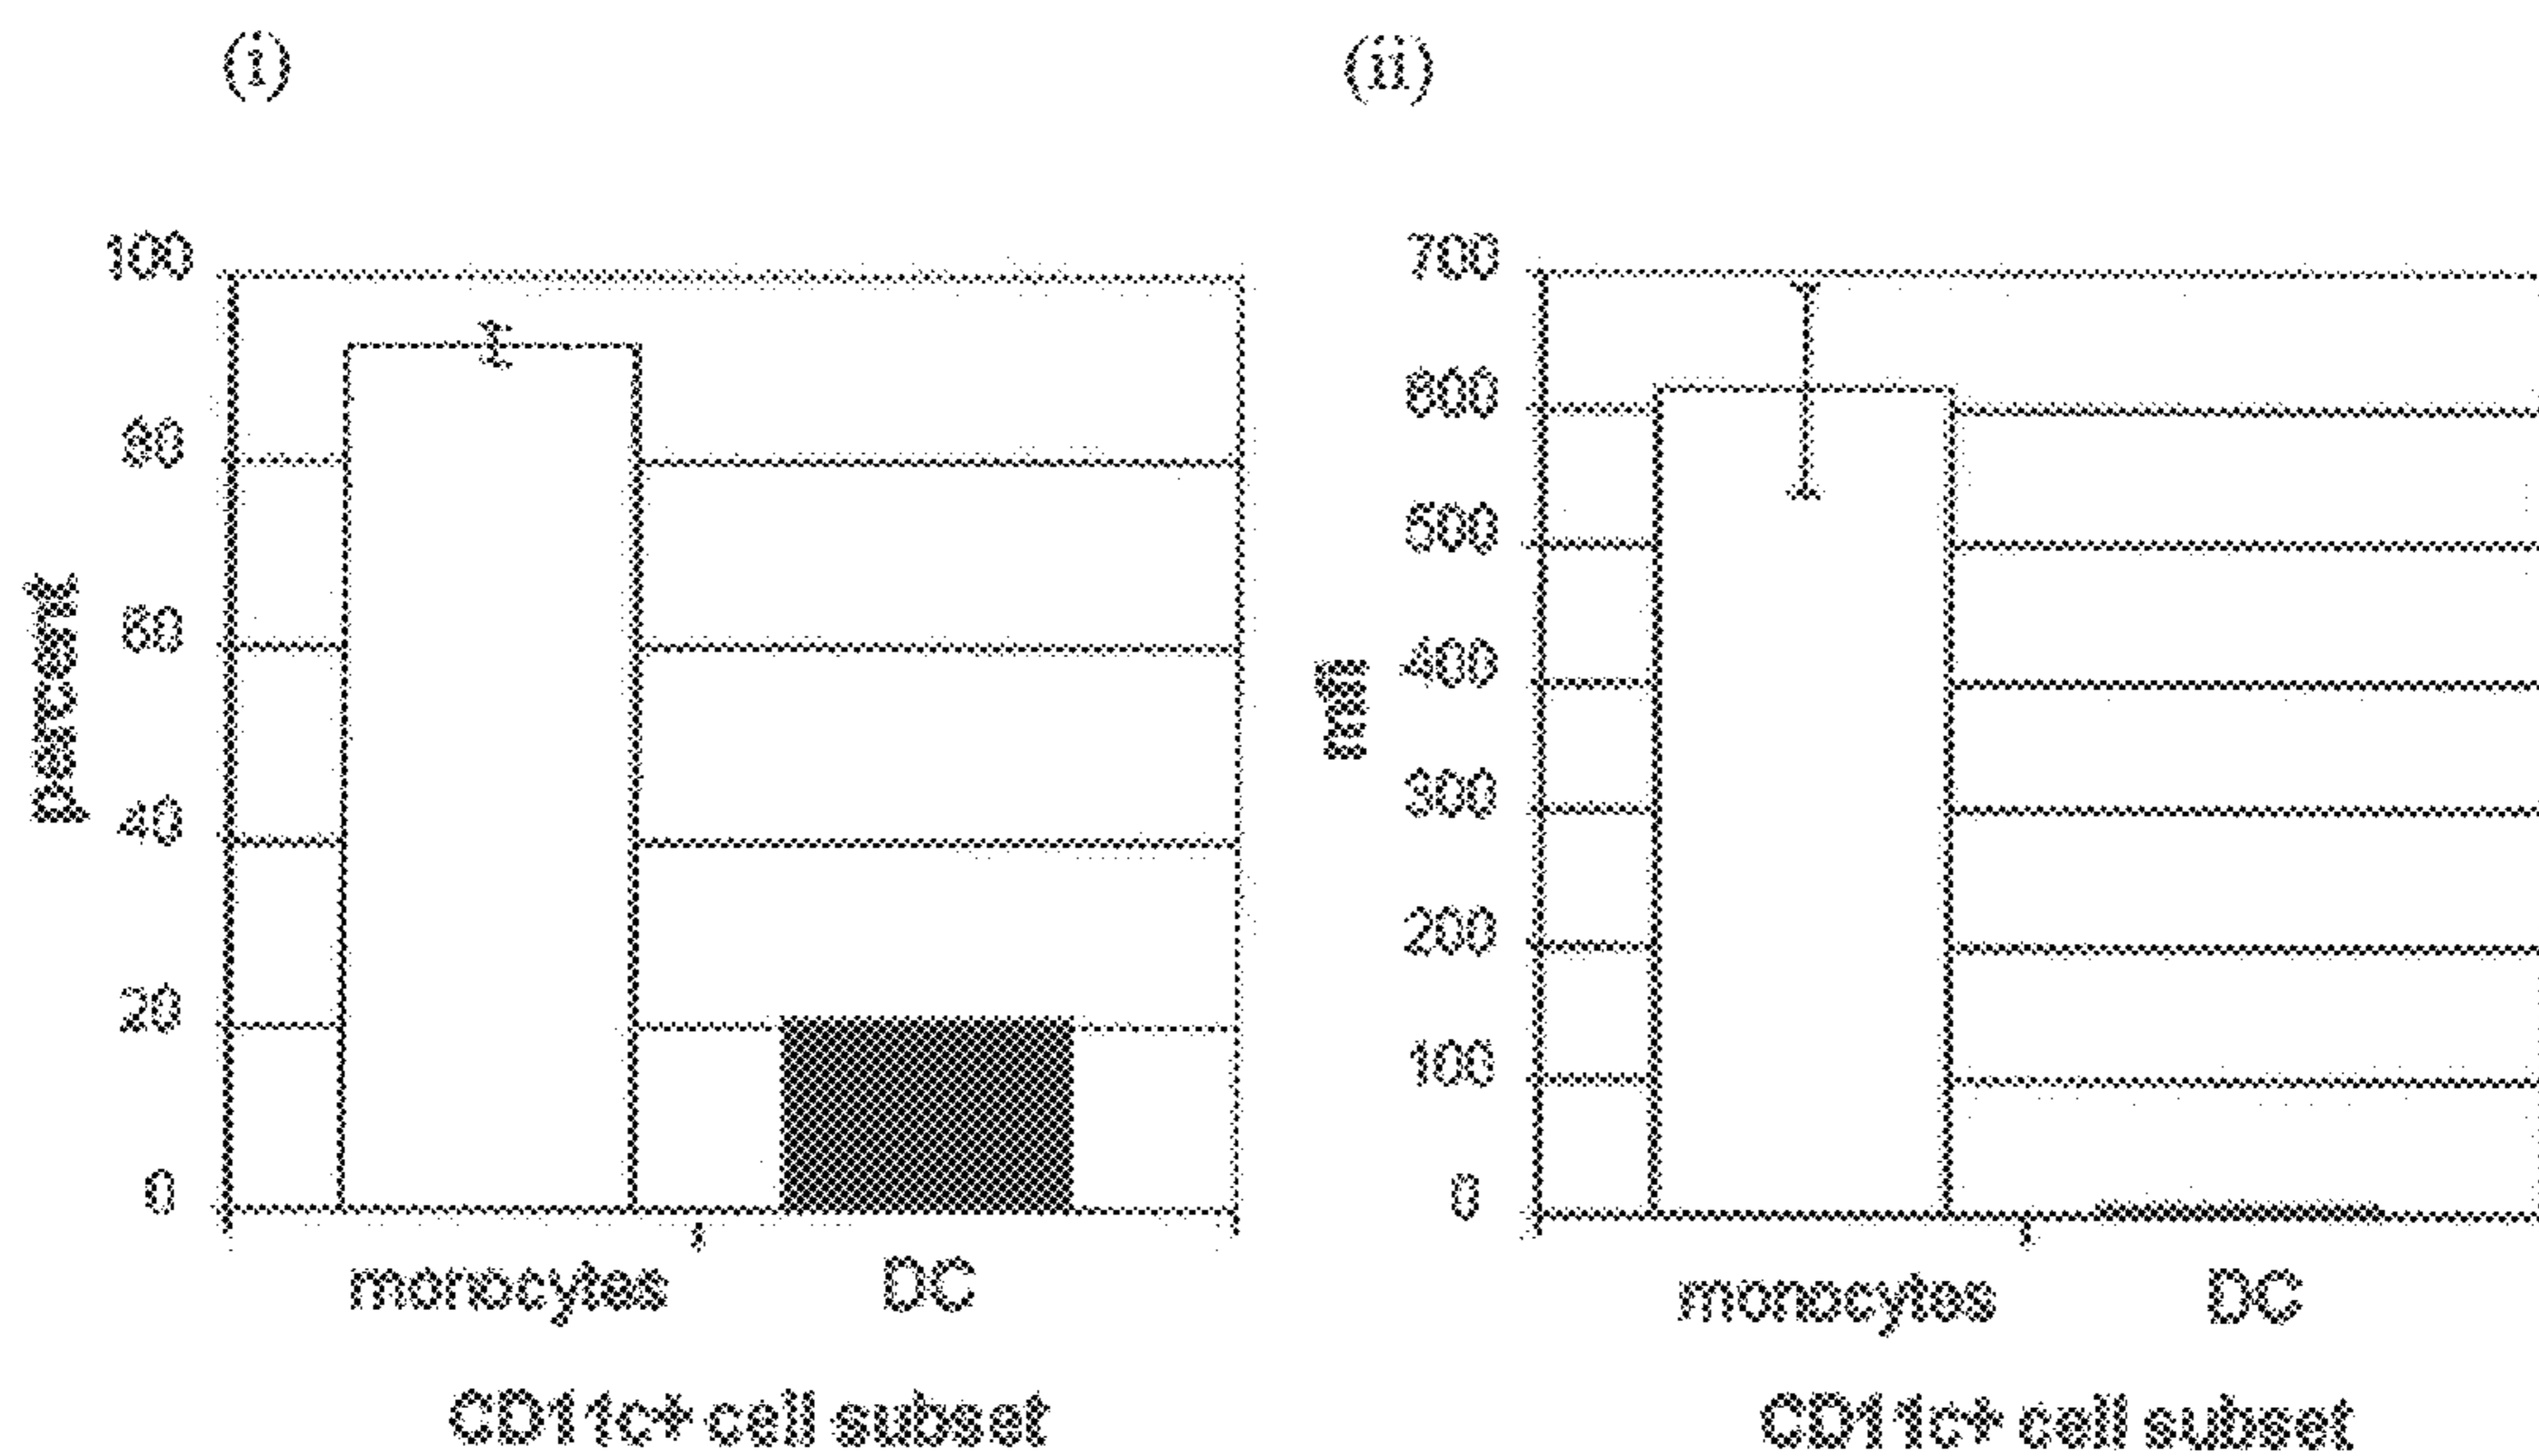 (i)
100
80
60
40
20
0
percent
monocytes DC
CD11c+ cell subset
(ii)
700
600
500
400
300
200
100
0
mfi
monocytes DC
CD11c+ cell subset